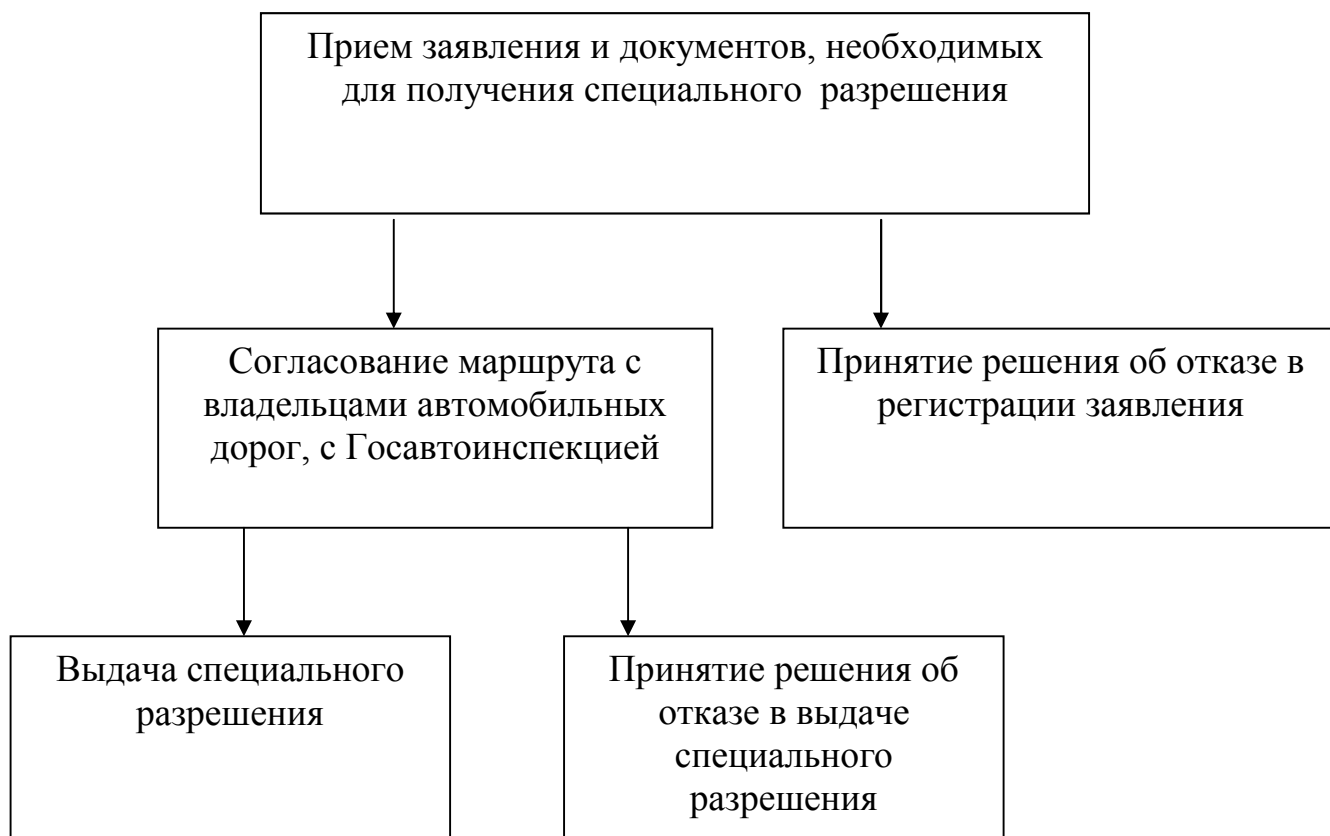 Прием заявления и документов, необходимых
для получения специального  разрешения
Согласование маршрута с
владельцами автомобильных
дорог, с Госавтоинспекцией
Принятие решения об отказе в
регистрации заявления
Выдача специального
разрешения
Принятие решения об
отказе в выдаче
специального
разрешения